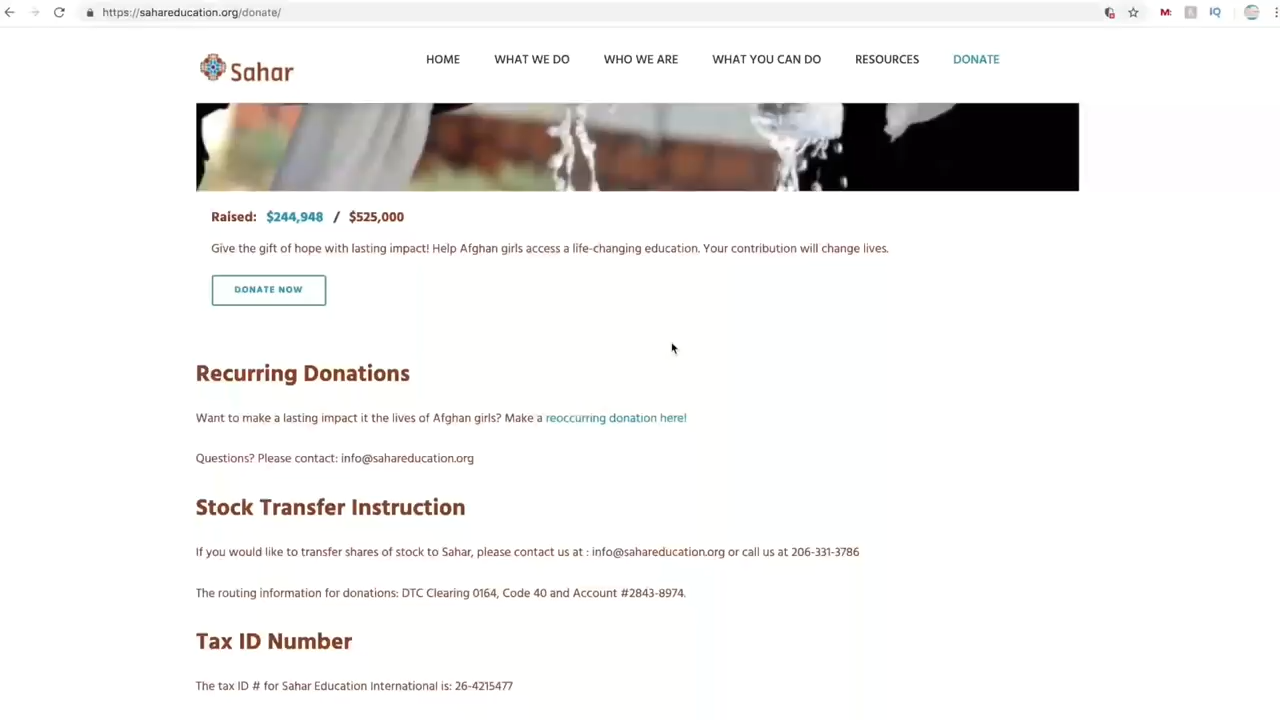 https://sahareducation.org/donate/
M:
IQ
Sahar
HOME WHAT WE DO WHO WE ARE WHAT YOU CAN DO RESOURCES DONATE
Raised: $244,948 / $525,000
Give the gift of hope with lasting impact! Help Afghan girls access a life-changing education. Your contribution will change lives.
DONATE NOW
Recurring Donations
Want to make a lasting impact it the lives of Afghan girls? Make a reoccurring donation here!
Questions? Please contact: info@sahareducation.org
Stock Transfer Instruction
If you would like to transfer shares of stock to Sahar, please contact us at : info@sahareducation.org or call us at 206-331-3786
The routing information for donations: DTC Clearing 0164, Code 40 and Account #2843-8974.
Tax ID Number
The tax ID # for Sahar Education International is: 26-4215477